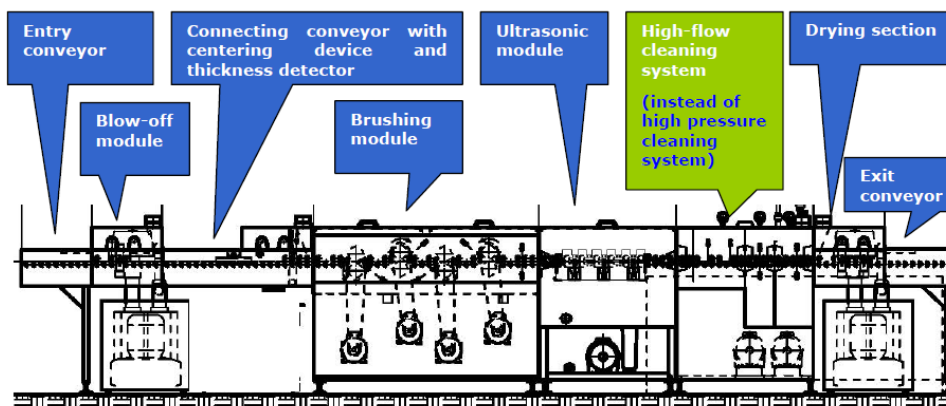 Entry
conveyor
Connecting conveyor with
centering device and
thickness detector
Ultrasonic
module
High-flow
cleaning
system
(instead of
high pressure
cleaning
system)
Drying section
Blow-off
module
Brushing
module
Exit
conveyor